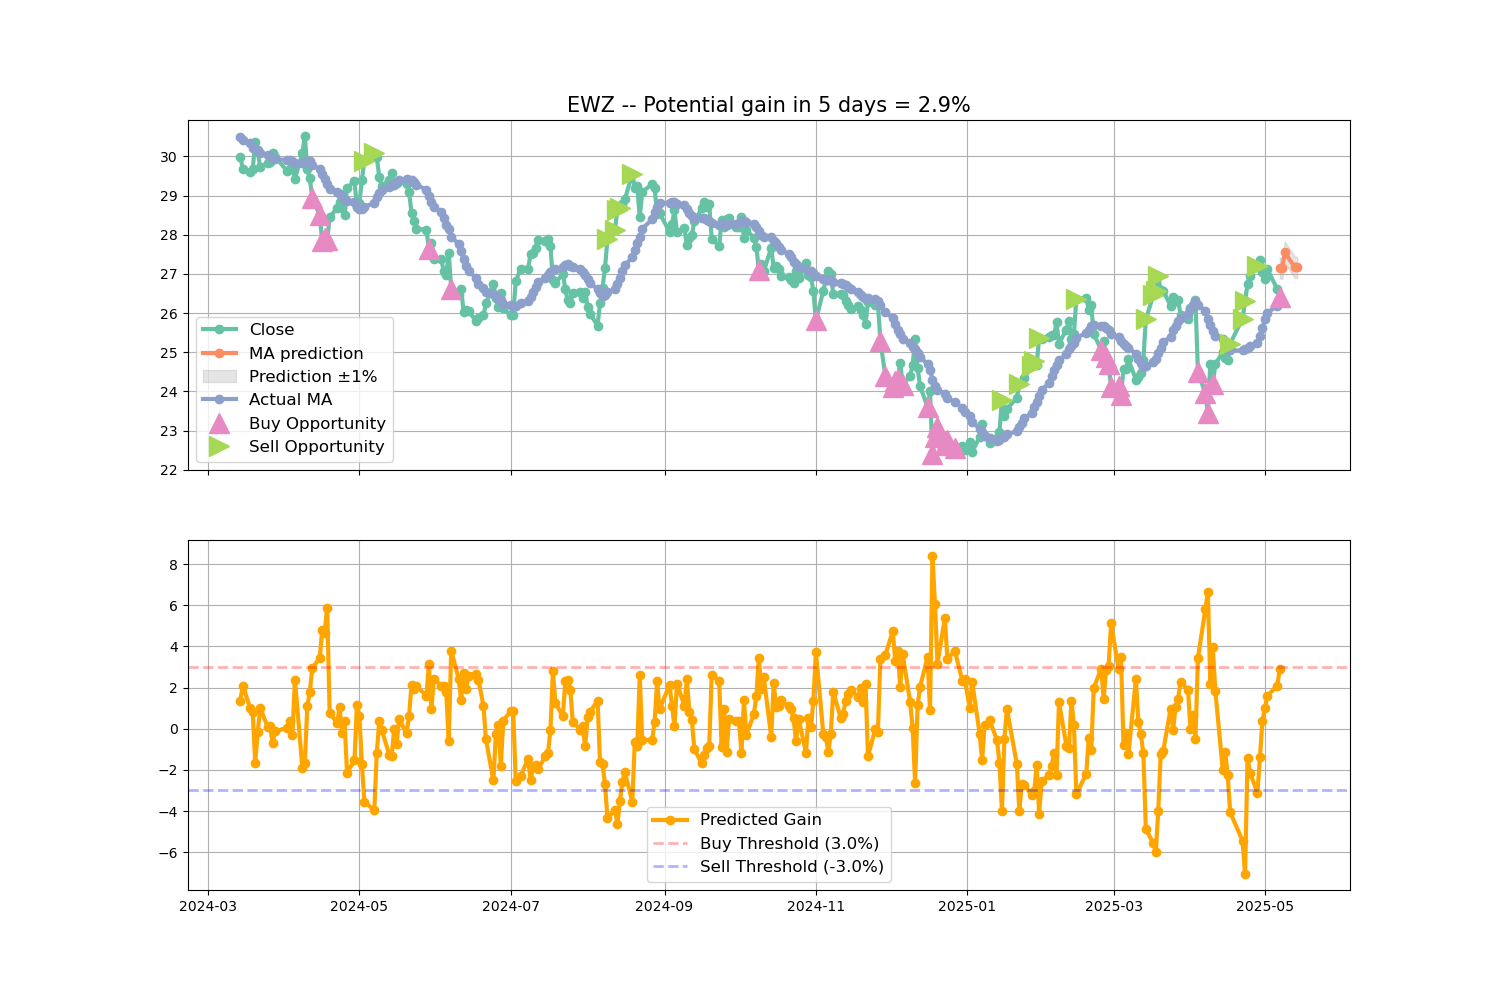 EWZ -- Potential gain in 5 days = 2.9%
30
29
28
27
26
25
24
23
22
Close
MA prediction
Prediction ±1%
Actual MA
Buy Opportunity
Sell Opportunity
8
6
4
2
0
−2
−4
−6
Predicted Gain
Buy Threshold (3.0%)
Sell Threshold (-3.0%)
2024-03 2024-05 2024-07 2024-09 2024-11 2025-01 2025-03 2025-05